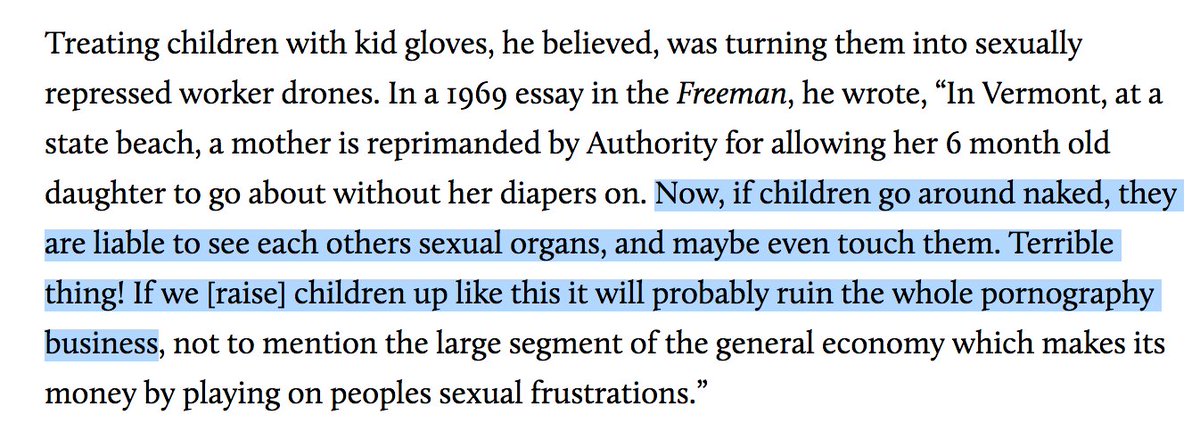 Treating children with kid gloves, he believed, was turning them into sexually
repressed worker drones. In a 1969 essay in the Freeman, he wrote, “In Vermont, at a
state beach, a mother is reprimanded by Authority for allowing her 6 month old
daughter to go about without her diapers on. Now, if children go around naked, they
are liable to see each others sexual organs, and maybe even touch them. Terrible
thing! If we [raise] children up like this it will probably ruin the whole pornography
business, not to mention the large segment of the general economy which makes its
money by playing on peoples sexual frustrations.”